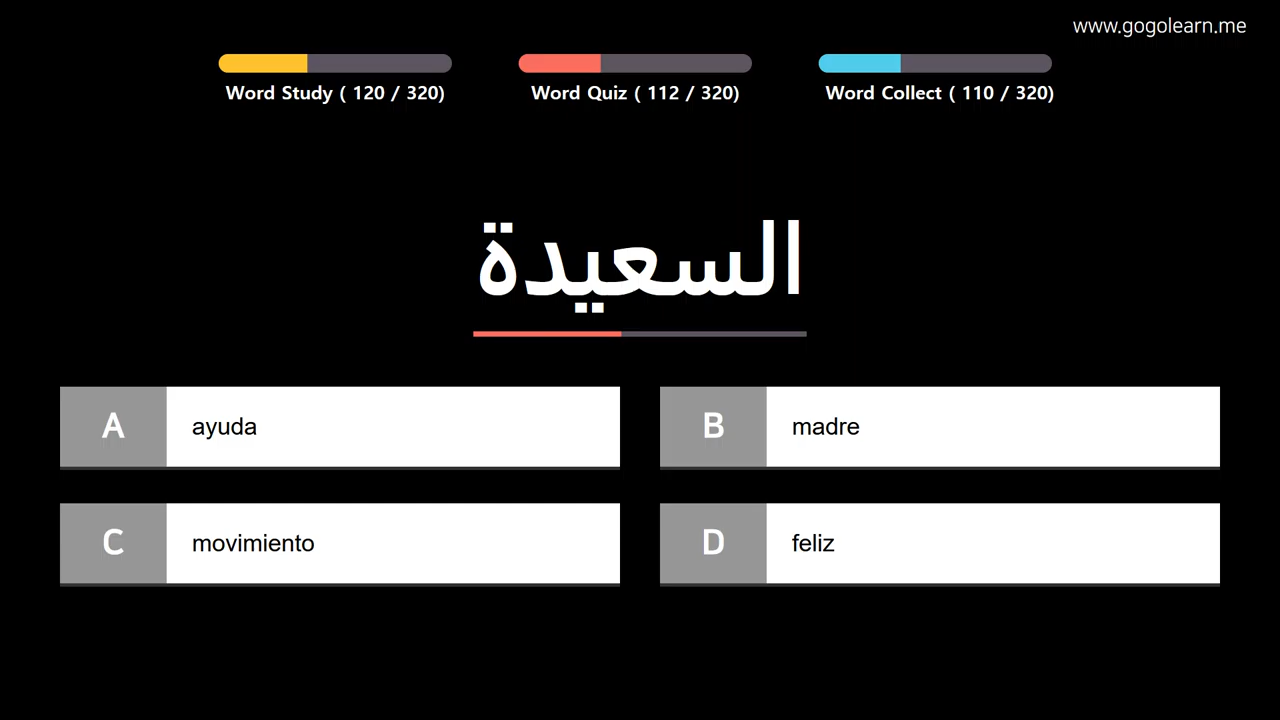 www.gogolearn.me
Word Study ( 120 / 320)
Word Quiz ( 112 / 320)
Word Collect ( 110 / 320)
السعيدة
A ayuda
B madre
C movimiento
D feliz